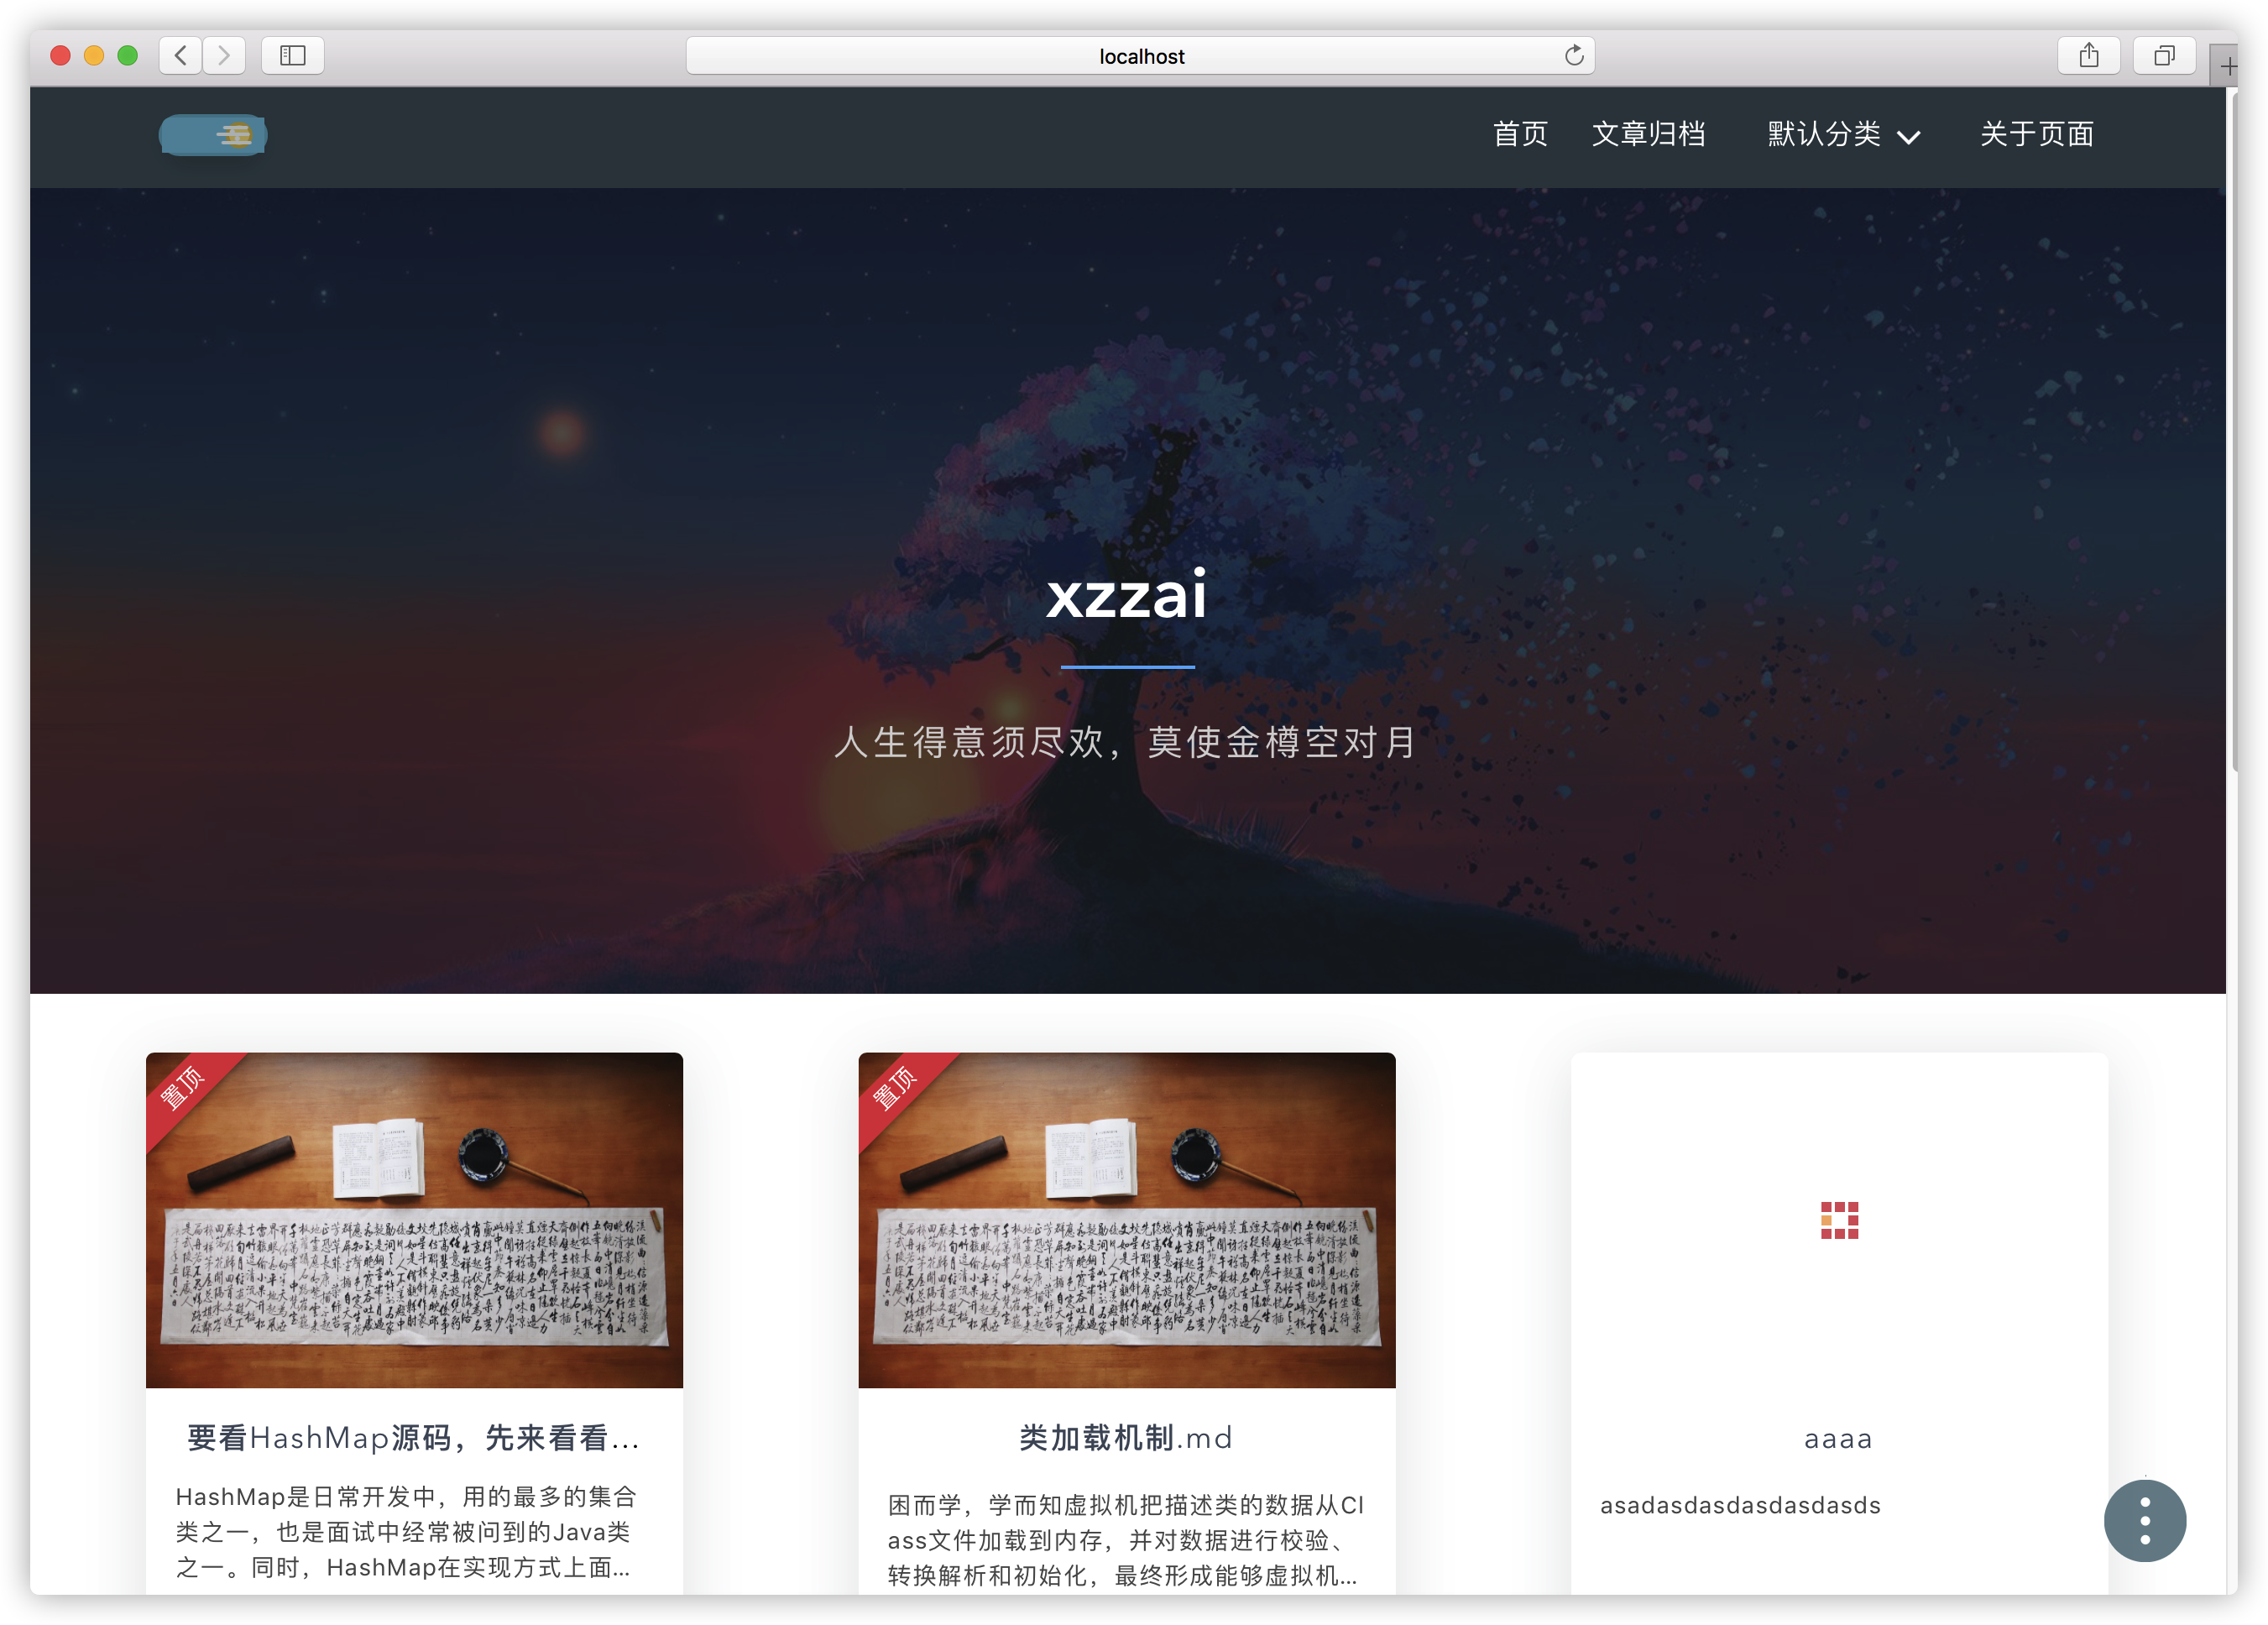 localhost
首页 文章归档 默认分类 关于页面
xzzai
人生得意须尽欢，莫使金樽空对月
置顶
要看HashMap源码，先来看看...
HashMap是日常开发中，用的最多的集合
类之一，也是面试中经常被问到的Java类
之一。同时，HashMap在实现方式上面...
置顶
类加载机制.md
困而学，学而知虚拟机把描述类的数据从Cl
ass文件加载到内存，并对数据进行校验、
转换解析和初始化，最终形成能够虚拟机...
aaaa
asadasdasdasdasdasds